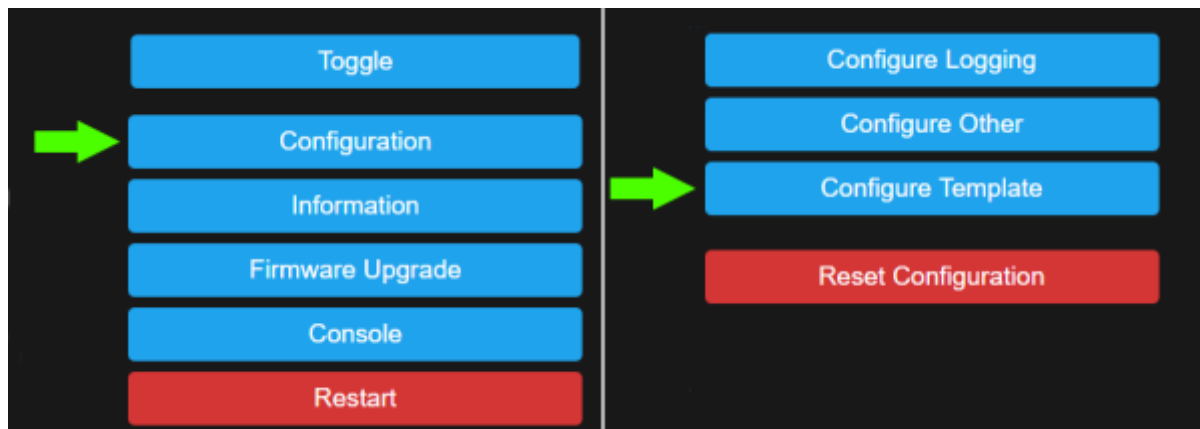 Toggle
Configuration
Information
Firmware Upgrade
Console
Restart
Configure Logging
Configure Other
Configure Template
Reset Configuration